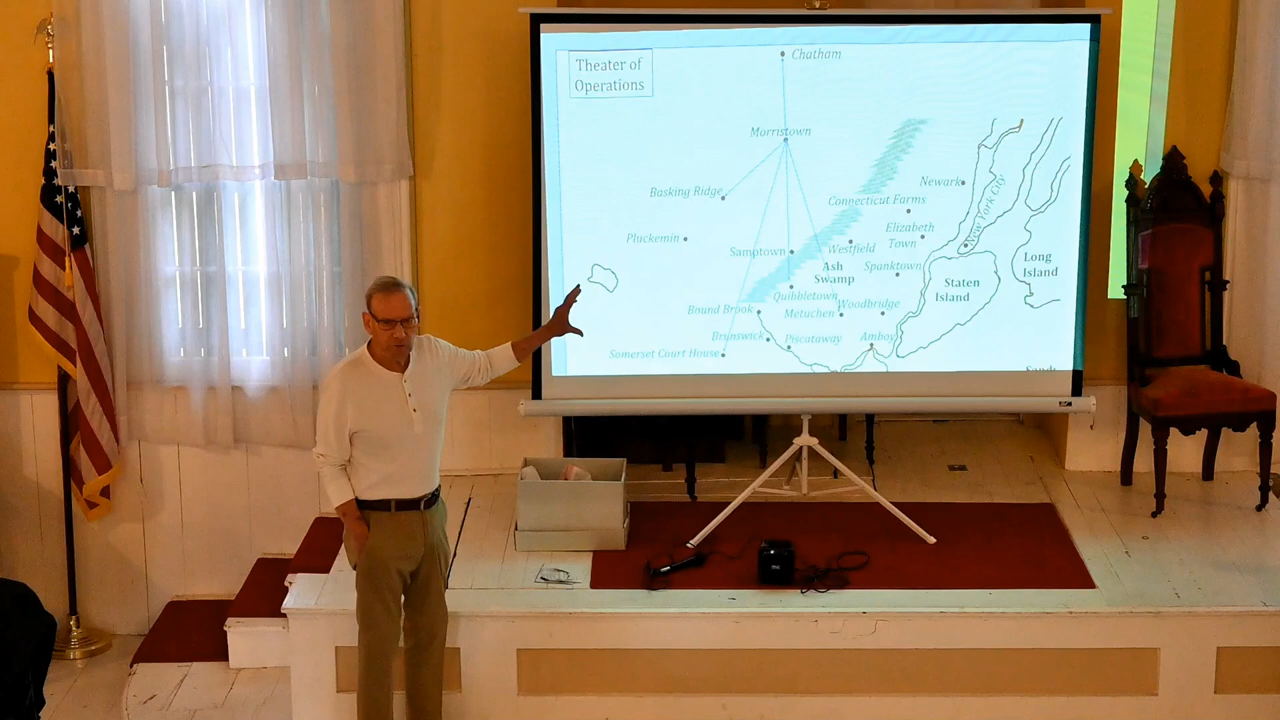 Theater of
Operations
Chatham
Morristown
Basking Ridge
Newark
New York City
Connecticut Farms
Elizabeth
Town
Pluckemin
Samptown
Westfield
Ash
Swamp
Spanktown
Long
Island
Staten
Island
Quibbletown
Bound Brook
Metuchen
Woodbridge
Brunswick
Piscataway
Amboy
Somerset Court House